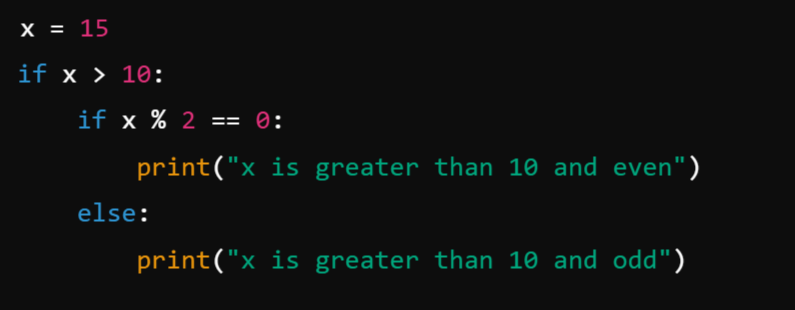 x = 15
if x > 10:
    if x % 2 == 0:
        print("x is greater than 10 and even")
    else:
        print("x is greater than 10 and odd")